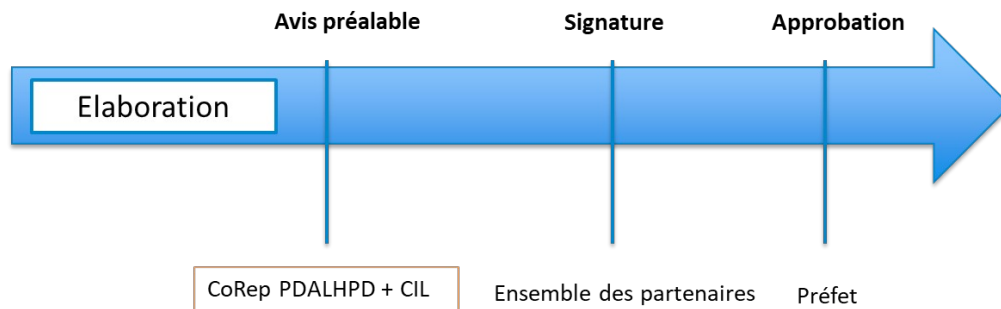 Avis préalable
Signature
Approbation
Elaboration
CoRep PDALHPD + CIL
Ensemble des partenaires
Préfet